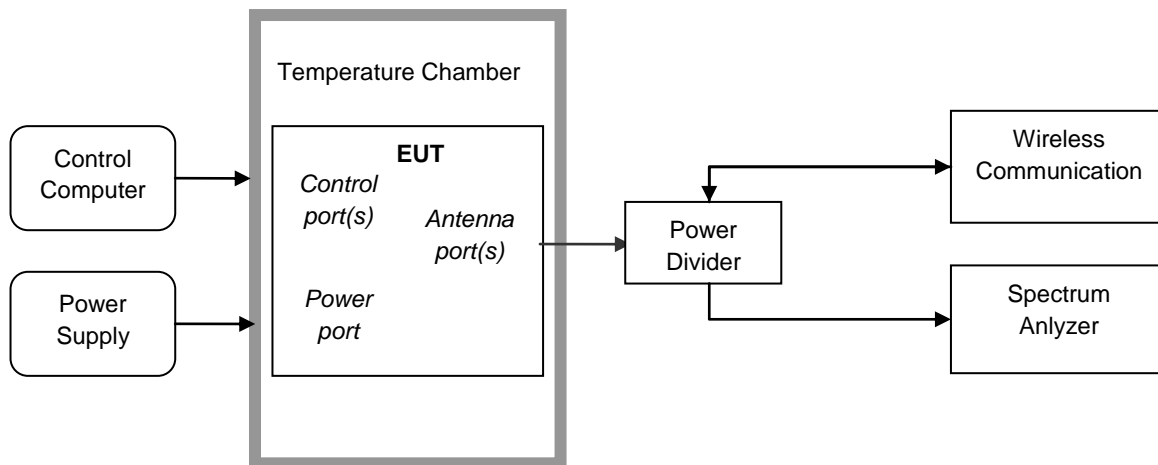 Temperature Chamber
Control
Computer
Power
Supply
EUT
Control
port(s)
Antenna
port(s)
Power
port
Power
Divider
Wireless
Communication
Spectrum
Anlyzer